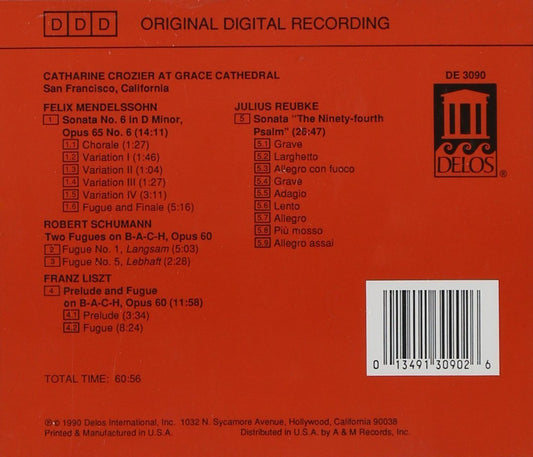 D D D ORIGINAL DIGITAL RECORDING
CATHARINE CROZIER AT GRACE CATHEDRAL
San Francisco, California
DE 3090
DELOS ®
FELIX MENDELSSOHN
1 Sonata No. 6 in D Minor,
Opus 65 No. 6 (14:11)
1.1 Chorale (1:27)
1.2 Variation I (1:46)
1.3 Variation II (1:04)
1.4 Variation III (1:27)
1.5 Variation IV (3:11)
1.6 Fugue and Finale (5:16)
ROBERT SCHUMANN
Two Fugues on B-A-C-H, Opus 60
2 Fugue No. 1, Langsam (5:03)
3 Fugue No. 5, Lebhaft (2:28)
FRANZ LISZT
4 Prelude and Fugue
on B-A-C-H, Opus 60 (11:58)
4.1 Prelude (3:34)
4.2 Fugue (8:24)
JULIUS REUBKE
5 Sonata "The Ninety-fourth
Psalm" (26:47)
5.1 Grave
5.2 Larghetto
5.3 Allegro con fuoco
5.4 Grave
5.5 Adagio
5.6 Lento
5.7 Allegro
5.8 Più mosso
5.9 Allegro assai
0 13491 30902 6
TOTAL TIME: 60:56
℗© 1990 Delos International, Inc. 1032 N. Sycamore Avenue, Hollywood, California 90038
Printed & Manufactured in U.S.A. Distributed in U.S.A. by A & M Records, Inc.